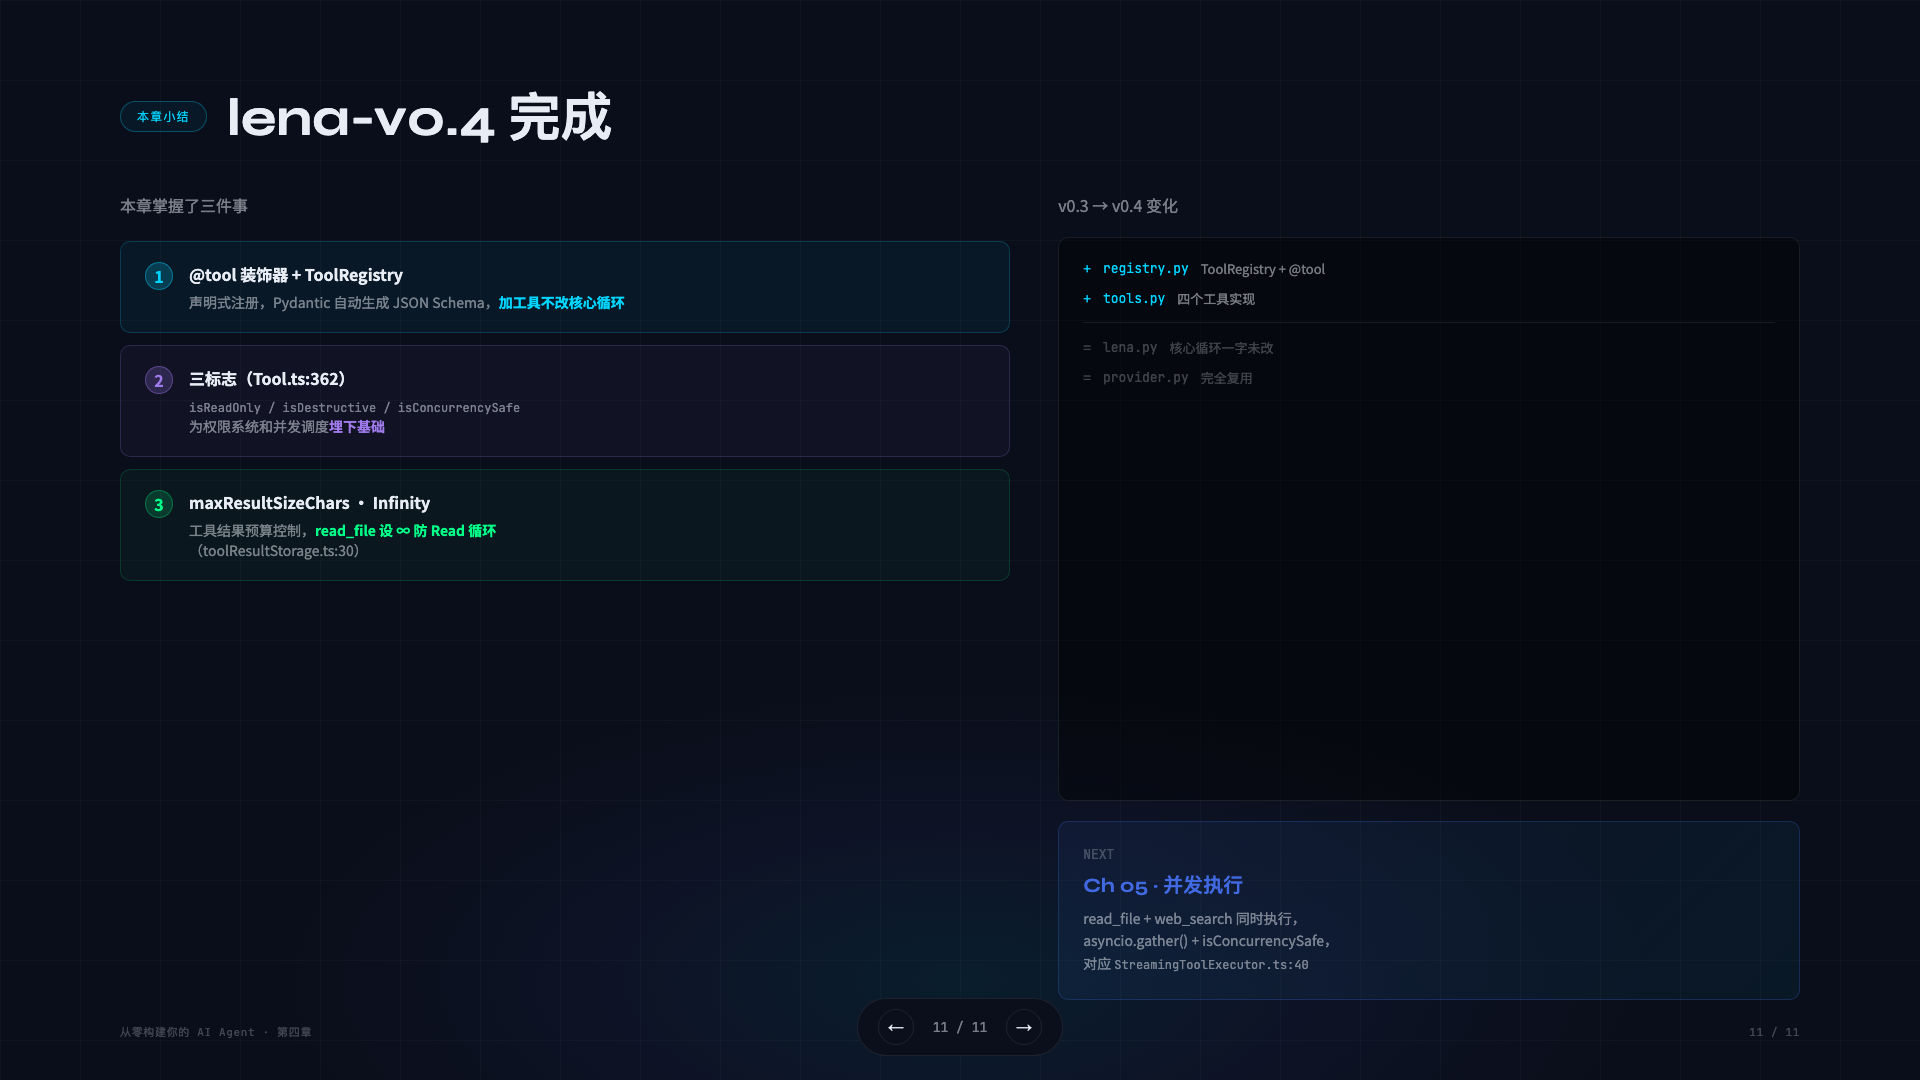 本章小结
lena-v0.4 完成
本章掌握了三件事
1
@tool 装饰器 + ToolRegistry
声明式注册，Pydantic 自动生成 JSON Schema，加工具不改核心循环
2
三标志（Tool.ts:362）
isReadOnly / isDestructive / isConcurrencySafe
为权限系统和并发调度埋下基础
3
maxResultSizeChars · Infinity
工具结果预算控制，read_file 设 ∞ 防 Read 循环
（toolResultStorage.ts:30）
v0.3 → v0.4 变化
+ registry.py ToolRegistry + @tool
+ tools.py 四个工具实现
= lena.py 核心循环一字未改
= provider.py 完全复用
NEXT
Ch 05 · 并发执行
read_file + web_search 同时执行，
asyncio.gather() + isConcurrencySafe，
对应 StreamingToolExecutor.ts:40
从零构建你的 AI Agent · 第四章
← 11 / 11 →
11 / 11